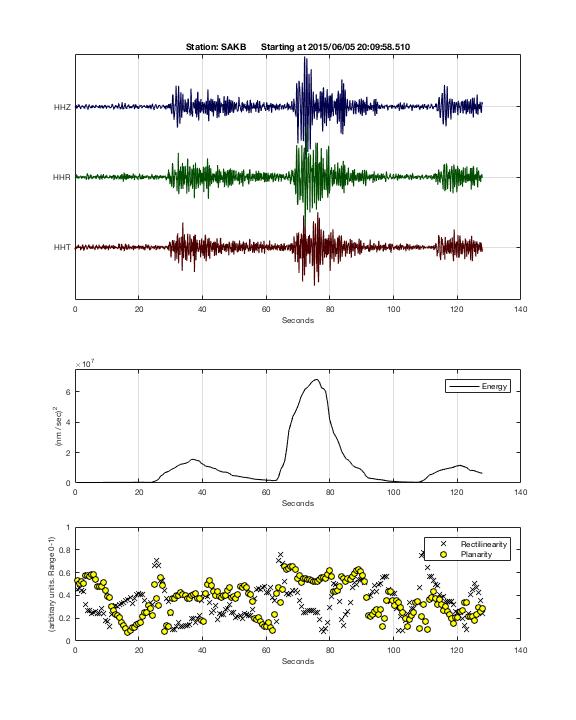 Station: SAKB Starting at 2015/06/05 20:09:58.510
HHZ
HHR
HHT
0 20 40 60 80 100 120 140
Seconds
× 10^7
6
4
2
0
(nm / sec)^2
Energy
0 20 40 60 80 100 120 140
Seconds
1
0.8
0.6
0.4
0.2
0
(arbitrary units. Range 0-1)
Rectilinearity
Planarity
0 20 40 60 80 100 120 140
Seconds